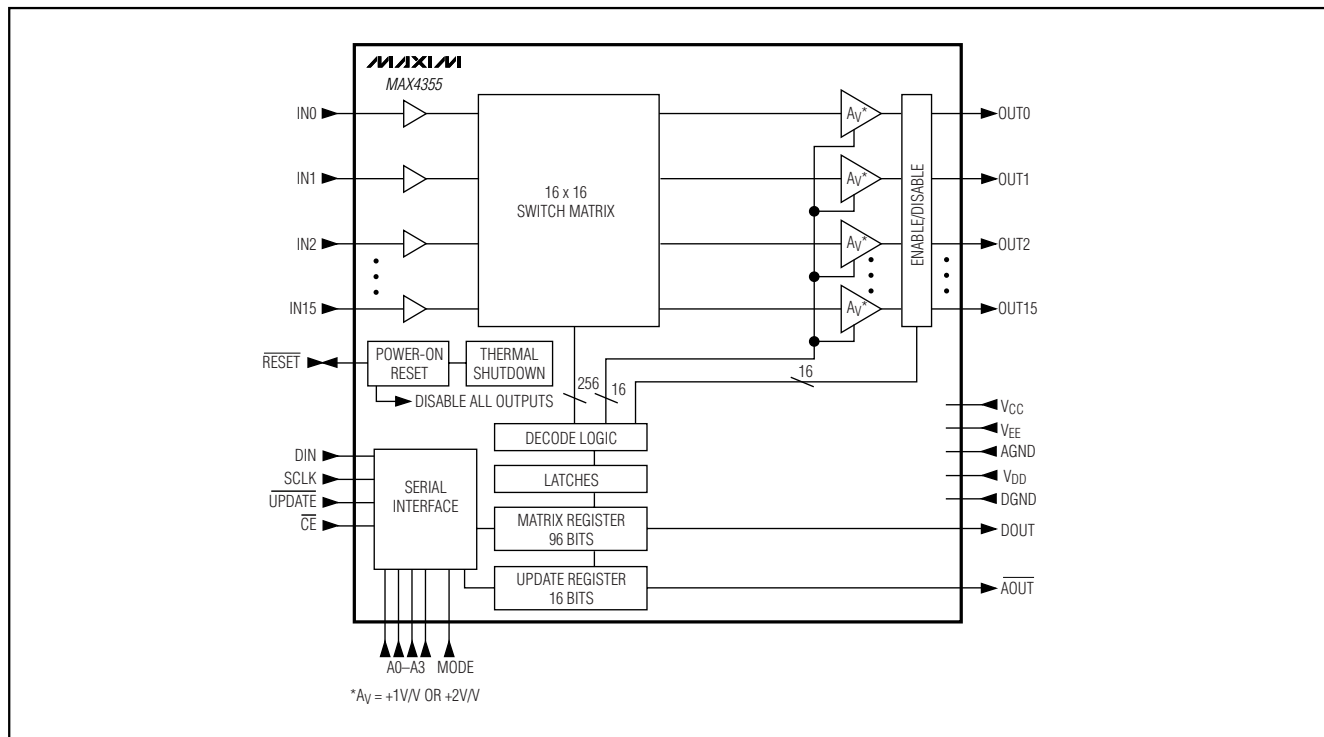 MAXIM
MAX4355
IN0
IN1
IN2
IN15
16 x 16
SWITCH MATRIX
AV*
AV*
AV*
AV*
ENABLE/DISABLE
OUT0
OUT1
OUT2
OUT15
RESET
POWER-ON
RESET
THERMAL
SHUTDOWN
DISABLE ALL OUTPUTS
256
16
16
VCC
VEE
AGND
VDD
DGND
DECODE LOGIC
LATCHES
DIN
SCLK
UPDATE
CE
SERIAL
INTERFACE
MATRIX REGISTER
96 BITS
UPDATE REGISTER
16 BITS
DOUT
AOUT
A0–A3 MODE
*AV = +1V/V OR +2V/V